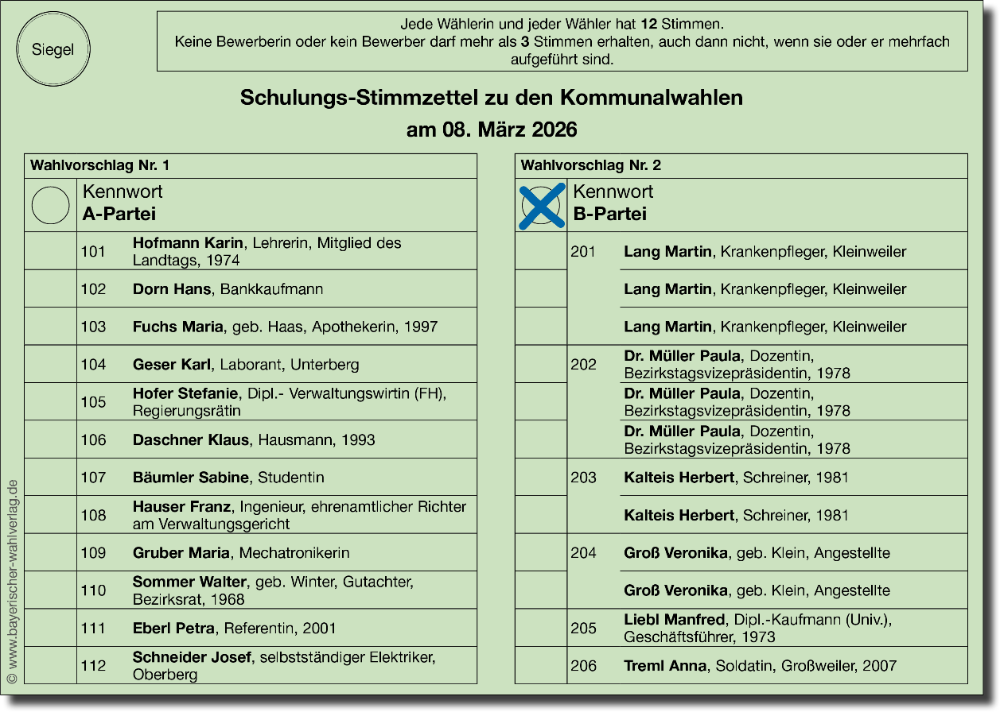 Siegel
Jede Wählerin und jeder Wähler hat 12 Stimmen.
Keine Bewerberin oder kein Bewerber darf mehr als 3 Stimmen erhalten, auch dann nicht, wenn sie oder er mehrfach
aufgeführt sind.
Schulungs-Stimmzettel zu den Kommunalwahlen
am 08. März 2026
Wahlvorschlag Nr. 1
Kennwort
A-Partei
101 Hofmann Karin, Lehrerin, Mitglied des
Landtags, 1974
102 Dorn Hans, Bankkaufmann
103 Fuchs Maria, geb. Haas, Apothekerin, 1997
104 Geser Karl, Laborant, Unterberg
105 Hofer Stefanie, Dipl.- Verwaltungswirtin (FH),
Regierungsrätin
106 Daschner Klaus, Hausmann, 1993
107 Bäumler Sabine, Studentin
108 Hauser Franz, Ingenieur, ehrenamtlicher Richter
am Verwaltungsgericht
109 Gruber Maria, Mechatronikerin
110 Sommer Walter, geb. Winter, Gutachter,
Bezirksrat, 1968
111 Eberl Petra, Referentin, 2001
112 Schneider Josef, selbstständiger Elektriker,
Oberberg
Wahlvorschlag Nr. 2
Kennwort
B-Partei
201 Lang Martin, Krankenpfleger, Kleinweiler
Lang Martin, Krankenpfleger, Kleinweiler
Lang Martin, Krankenpfleger, Kleinweiler
202 Dr. Müller Paula, Dozentin,
Bezirkstagsvizepräsidentin, 1978
Dr. Müller Paula, Dozentin,
Bezirkstagsvizepräsidentin, 1978
Dr. Müller Paula, Dozentin,
Bezirkstagsvizepräsidentin, 1978
203 Kalteis Herbert, Schreiner, 1981
Kalteis Herbert, Schreiner, 1981
204 Groß Veronika, geb. Klein, Angestellte
Groß Veronika, geb. Klein, Angestellte
205 Liebl Manfred, Dipl.-Kaufmann (Univ.),
Geschäftsführer, 1973
206 Treml Anna, Soldatin, Großweiler, 2007
© www.bayerischer-wahlverlag.de